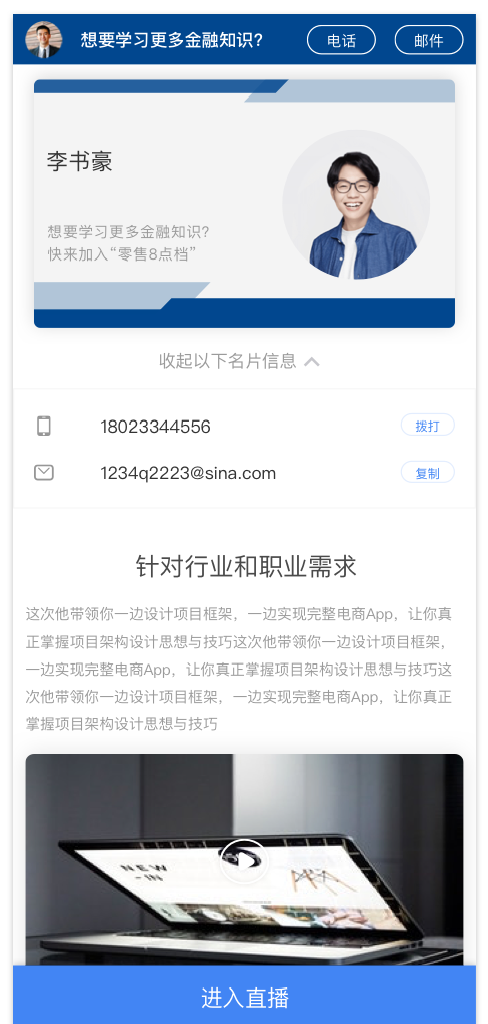 想要学习更多金融知识?
电话
邮件
李书豪
想要学习更多金融知识?
快来加入“零售8点档”
收起以下名片信息
18023344556
拨打
1234q2223@sina.com
复制
针对行业和职业需求
这次他带领你一边设计项目框架，一边实现完整电商App，让你真
正掌握项目架构设计思想与技巧这次他带领你一边设计项目框架，
一边实现完整电商App，让你真正掌握项目架构设计思想与技巧这
次他带领你一边设计项目框架，一边实现完整电商App，让你真正
掌握项目架构设计思想与技巧
NEW
-IN
进入直播